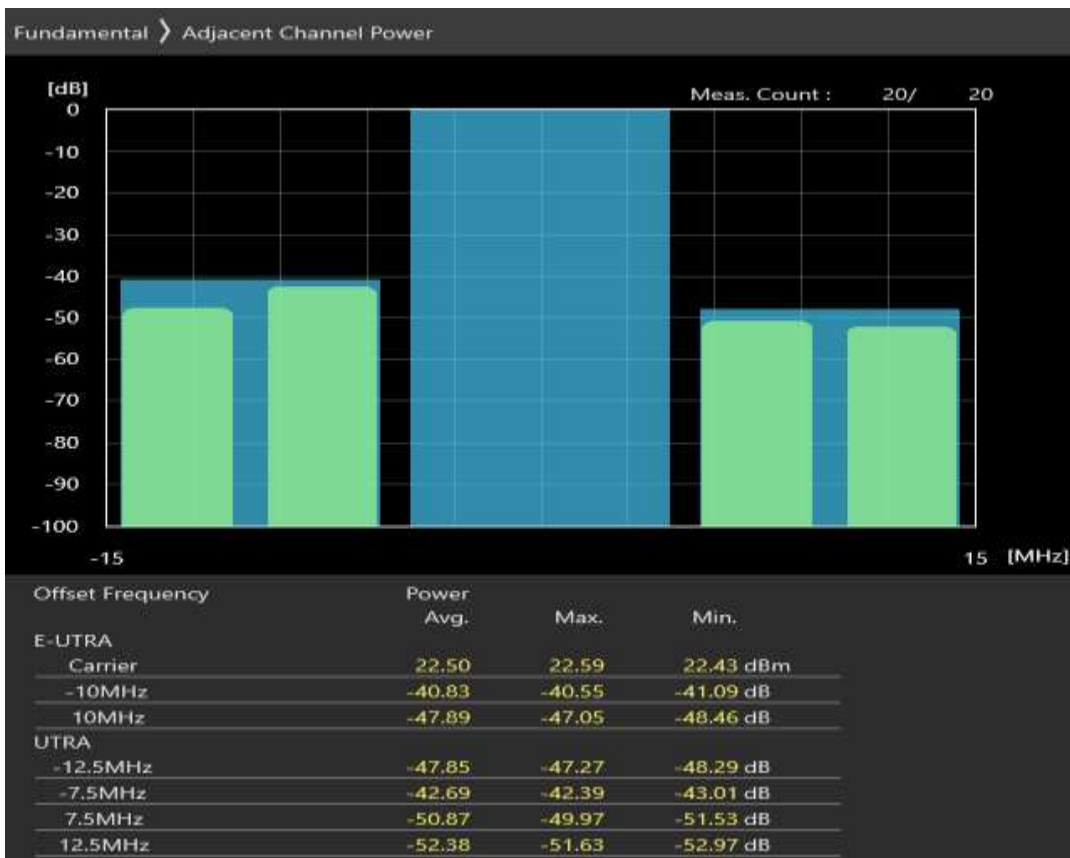 Fundamental 〉 Adjacent Channel Power
[dB]
Meas. Count : 20/ 20
0
-10
-20
-30
-40
-50
-60
-70
-80
-90
-100
-15 15 [MHz]
Offset Frequency Power
Avg. Max. Min.
E-UTRA
Carrier 22.50 22.59 22.43 dBm
-10MHz -40.83 -40.55 -41.09 dB
10MHz -47.89 -47.05 -48.46 dB
UTRA
-12.5MHz -47.85 -47.27 -48.29 dB
-7.5MHz -42.69 -42.39 -43.01 dB
7.5MHz -50.87 -49.97 -51.53 dB
12.5MHz -52.38 -51.63 -52.97 dB